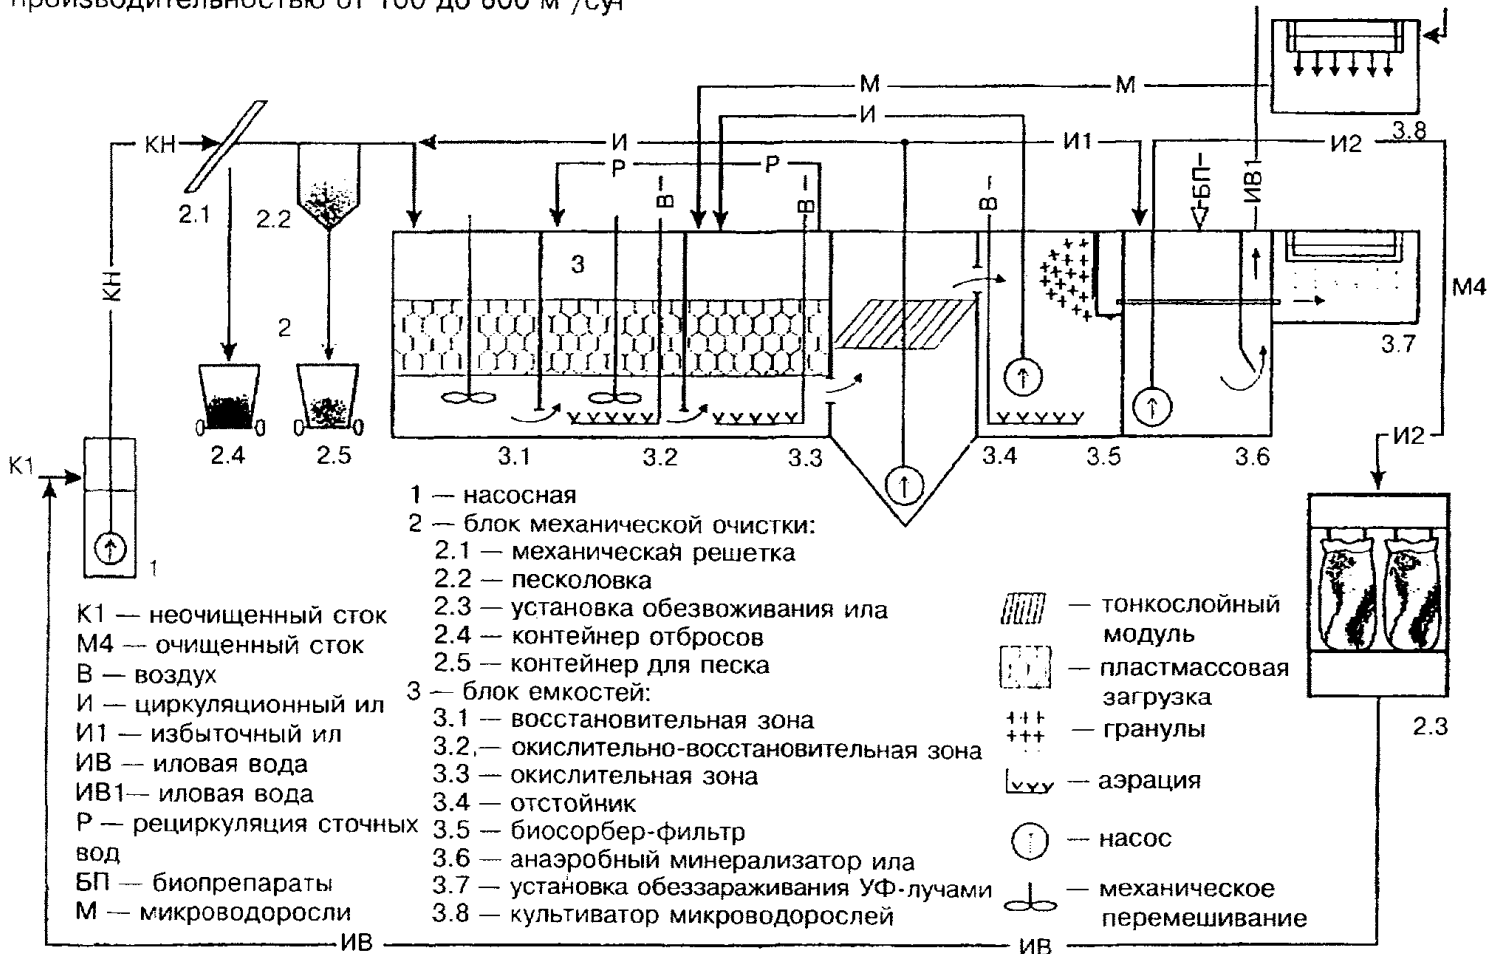 производительностью от 100 до 800 м³/сут
М
М
И
3.8
КН
И
И1
И2
Р
Р
В
В
В
БП
ИВ1
2.1
2.2
КН
3
М4
2
3.7
К1
2.4
2.5
3.1
3.2
3.3
3.4
3.5
3.6
И2
1
1 — насосная
2 — блок механической очистки:
2.1 — механическая решетка
2.2 — песколовка
2.3 — установка обезвоживания ила
2.4 — контейнер отбросов
2.5 — контейнер для песка
3 — блок емкостей:
3.1 — восстановительная зона
3.2,— окислительно-восстановительная зона
3.3 — окислительная зона
3.4 — отстойник
3.5 — биосорбер-фильтр
3.6 — анаэробный минерализатор ила
3.7 — установка обеззараживания УФ-лучами
3.8 — культиватор микроводорослей
К1 — неочищенный сток
М4 — очищенный сток
В — воздух
И — циркуляционный ил
И1 — избыточный ил
ИВ — иловая вода
ИВ1— иловая вода
Р — рециркуляция сточных
вод
БП — биопрепараты
М — микроводоросли
— тонкослойный
модуль
— пластмассовая
загрузка
— гранулы
— аэрация
— насос
— механическое
перемешивание
2.3
ИВ
ИВ